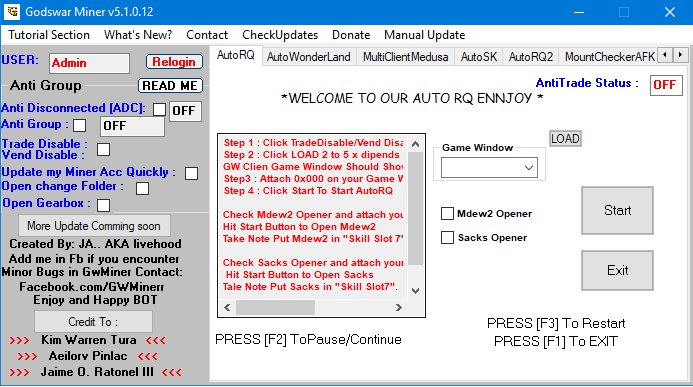 Godswar Miner v5.1.0.12
Tutorial Section What's New? Contact CheckUpdates Donate Manual Update
USER: Admin Relogin
Anti Group READ ME
Anti Disconnected [ADC]: OFF
Anti Group : OFF
Trade Disable :
Vend Disable :
Update my Miner Acc Quickly :
Open change Folder :
Open Gearbox :
More Update Comming soon
Created By: JA.. AKA livehood
Add me in Fb if you encounter
Minor Bugs in GwMiner Contact:
Facebook.com/GWMinerr
Enjoy and Happy BOT
Credit To :
>>> Kim Warren Tura <<<
>>> Aeilory Pinlac <<<
>>> Jaime O. Ratonel III <<<
AutoRQ AutoWonderLand MultiClientMedusa AutoSK AutoRQ2 MountCheckerAFK
AntiTrade Status : OFF
*WELCOME TO OUR AUTO RQ ENNJOY *
Step 1 : Click TradeDisable/Vend Disa
Step 2 : Click LOAD 2 to 5 x dipends
GW Clien Game Window Should Show
Step3 : Attach 0x000 on your Game W
Step 4 : Click Start To Start AutoRQ
Check Mdew2 Opener and attach you
Hit Start Button to Open Mdew2
Take Note Put Mdew2 in "Skill Slot 7"
Check Sacks Opener and attach your
Hit Start Button to Open Sacks
Tale Note Put Sacks in "Skill Slot7".
LOAD
Game Window
Mdew2 Opener
Sacks Opener
Start
Exit
PRESS [F2] ToPause/Continue
PRESS [F3] To Restart
PRESS [F1] To EXIT